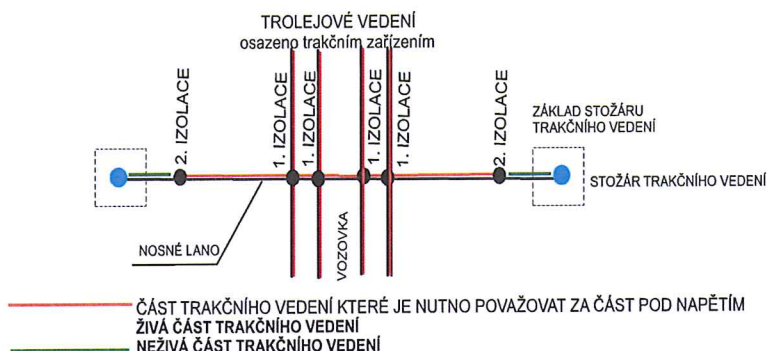 TROLEJOVÉ VEDENÍ
osazeno trakčním zařízením
2. IZOLACE
1. IZOLACE
1. IZOLACE
1. IZOLACE
1. IZOLACE
2. IZOLACE
ZÁKLAD STOŽÁRU
TRAKČNÍHO VEDENÍ
STOŽÁR TRAKČNÍHO VEDENÍ
NOSNÉ LANO
VOZOVKA
ČÁST TRAKČNÍHO VEDENÍ KTERÉ JE NUTNO POVAŽOVAT ZA ČÁST POD NAPĚTÍM
ŽIVÁ ČÁST TRAKČNÍHO VEDENÍ
NEŽIVÁ ČÁST TRAKČNÍHO VEDENÍ